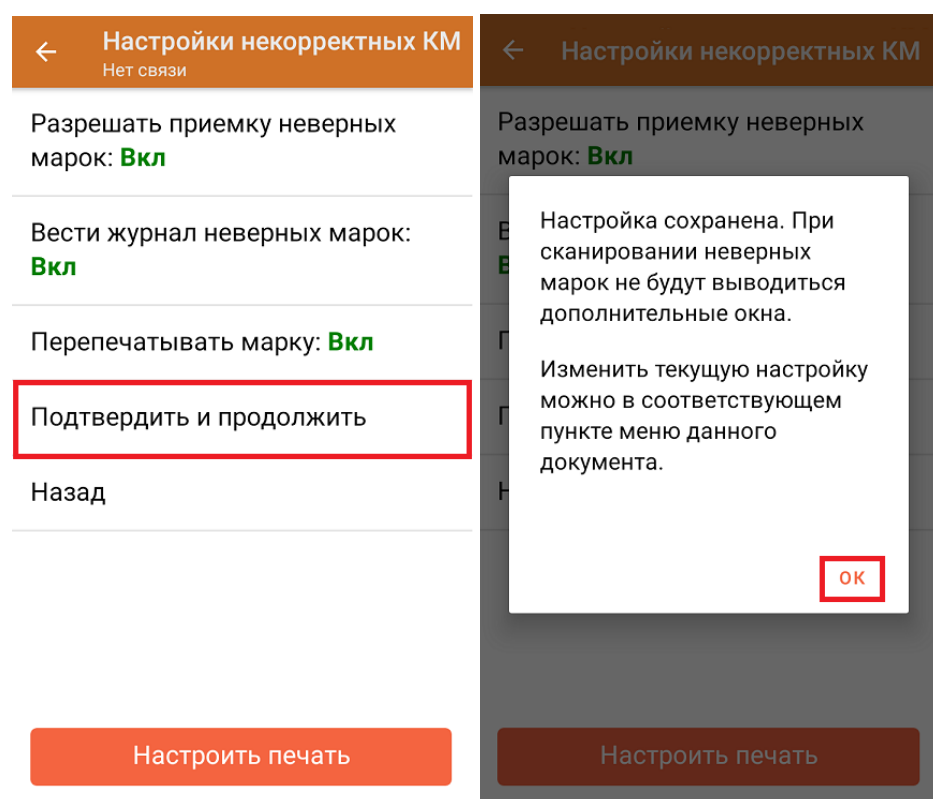 Настройки некорректных КМ
Нет связи
Разрешать приемку неверных
марок: Вкл
Вести журнал неверных марок:
Вкл
Перепечатывать марку: Вкл
Подтвердить и продолжить
Назад
Настроить печать
Настройки некорректных КМ
Разрешать приемку неверных
марок: Вкл
Настройка сохранена. При
сканировании неверных
марок не будут выводиться
дополнительные окна.
Изменить текущую настройку
можно в соответствующем
пункте меню данного
документа.
ОК
Настроить печать